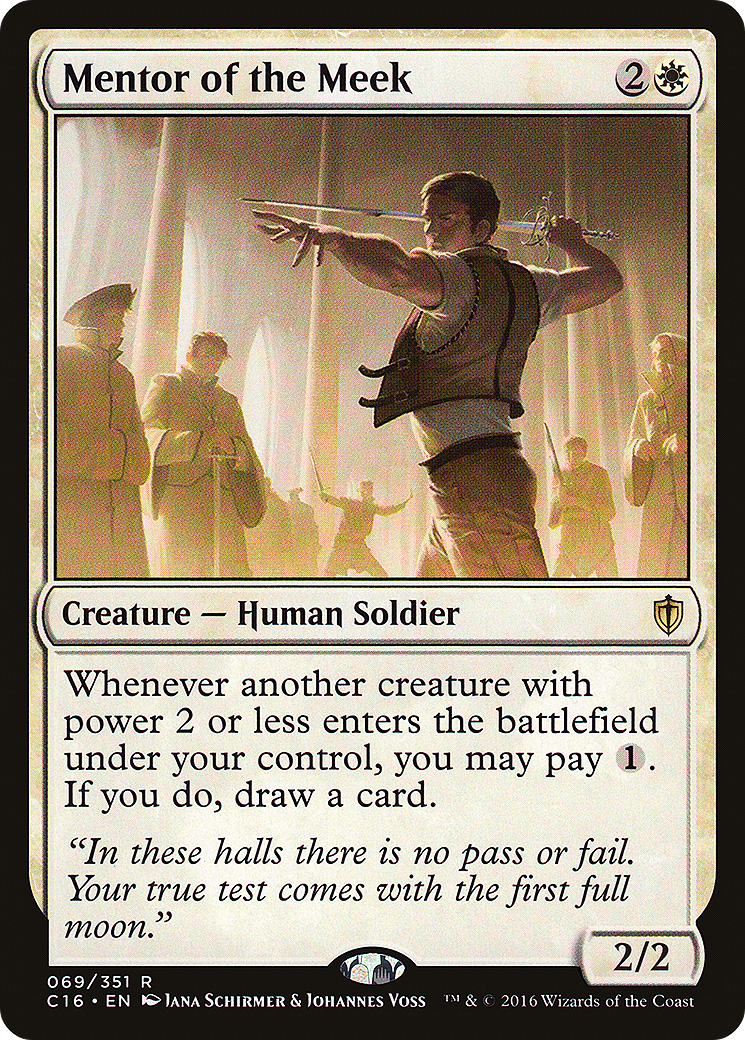 Mentor of the Meek 2
Creature — Human Soldier
Whenever another creature with
power 2 or less enters the battlefield
under your control, you may pay 1.
If you do, draw a card.
“In these halls there is no pass or fail.
Your true test comes with the first full
moon.”
2/2
069/351 R
C16 • EN Jana Schirmer & Johannes Voss ™ & © 2016 Wizards of the Coast